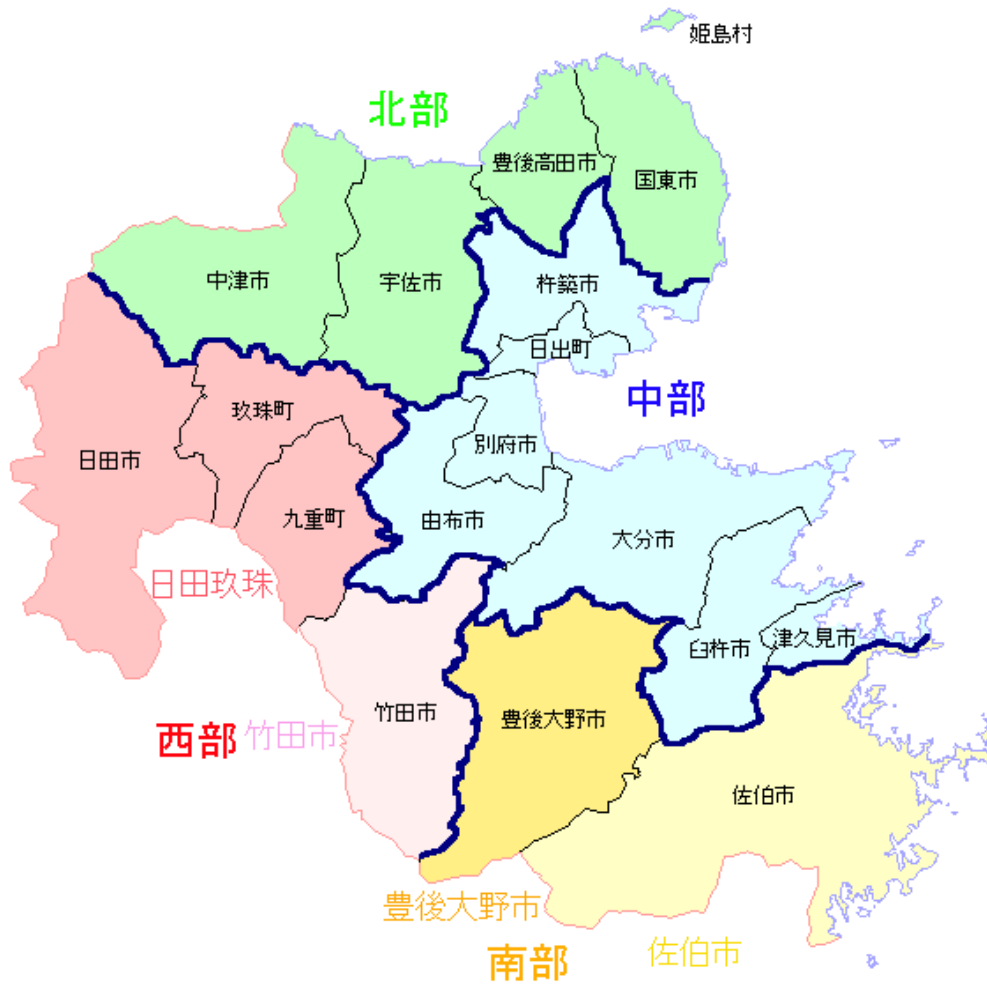 姫島村
北部
豊後高田市
国東市
中津市
宇佐市
杵築市
日出町
中部
玖珠町
別府市
日田市
九重町
由布市
大分市
日田玖珠
津久見市
臼杵市
竹田市
豊後大野市
西部
竹田市
佐伯市
豊後大野市
佐伯市
南部